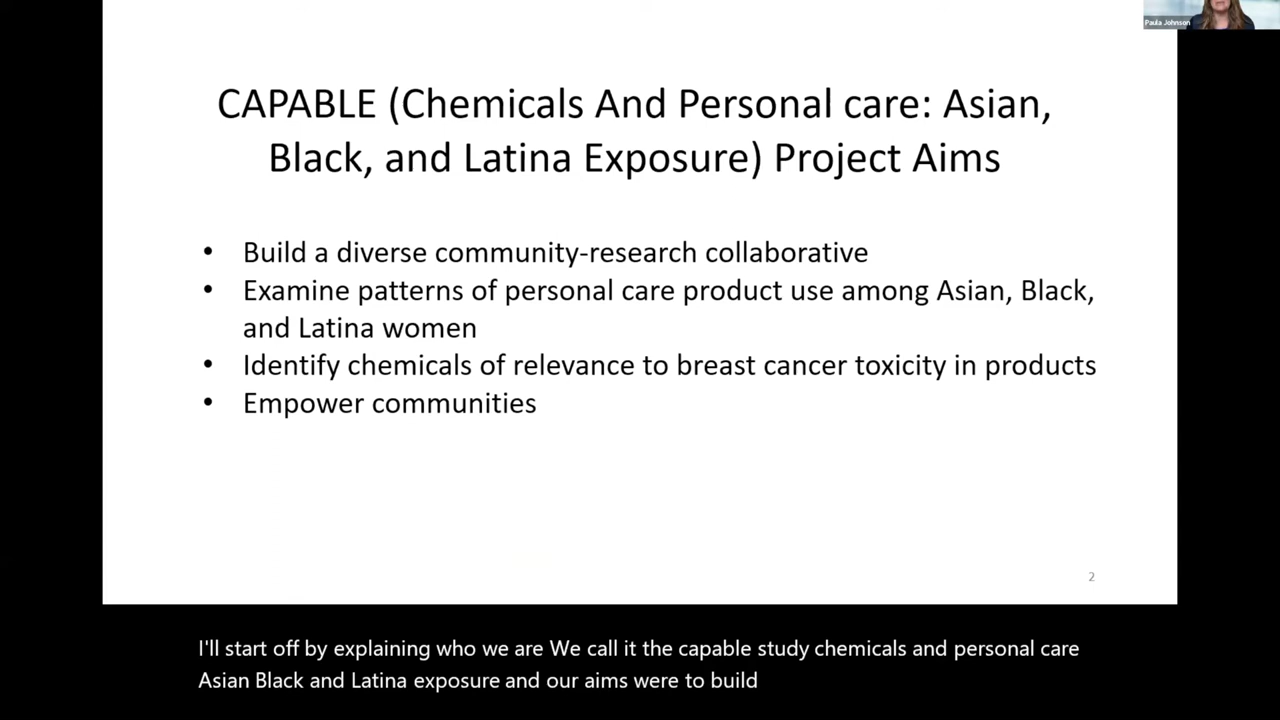 Paula Johnson
CAPABLE (Chemicals And Personal care: Asian,
Black, and Latina Exposure) Project Aims
• Build a diverse community-research collaborative
• Examine patterns of personal care product use among Asian, Black,
and Latina women
• Identify chemicals of relevance to breast cancer toxicity in products
• Empower communities
2
I'll start off by explaining who we are We call it the capable study chemicals and personal care
Asian Black and Latina exposure and our aims were to build